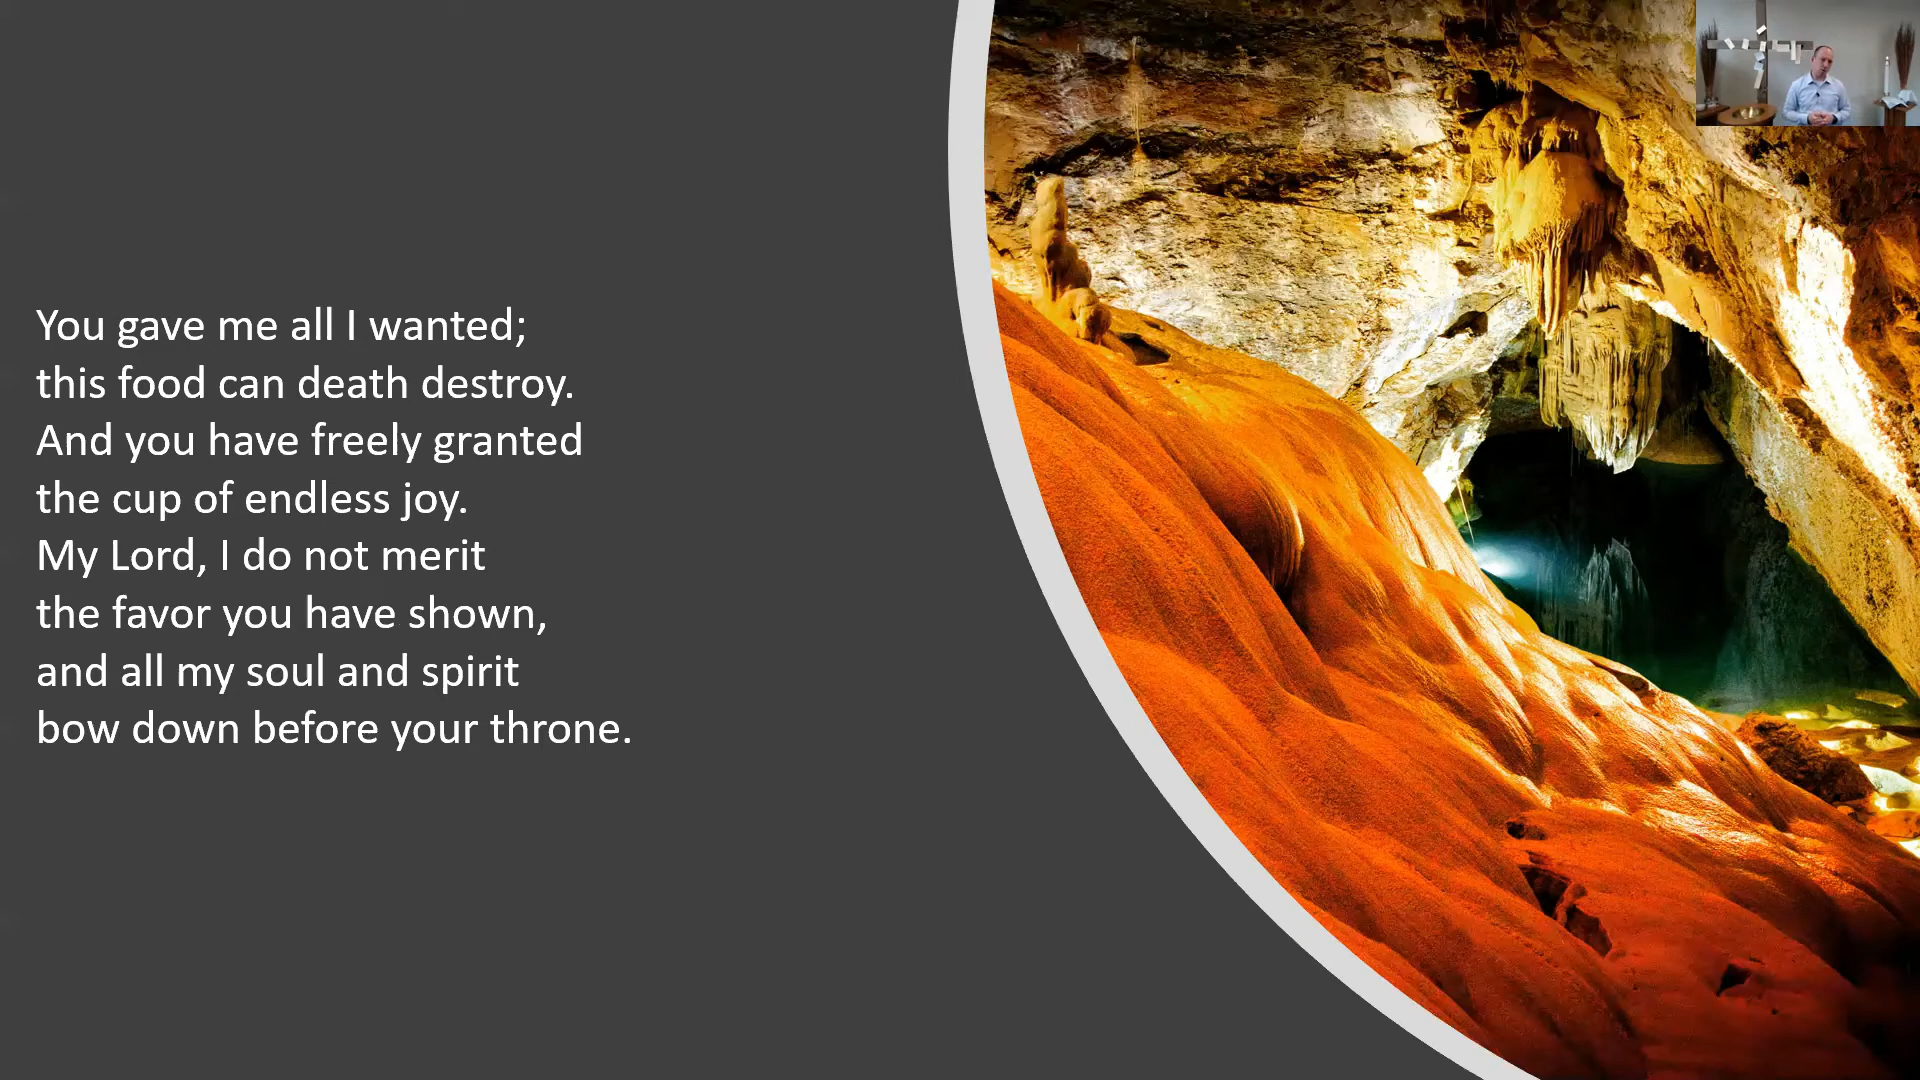 You gave me all I wanted;
this food can death destroy.
And you have freely granted
the cup of endless joy.
My Lord, I do not merit
the favor you have shown,
and all my soul and spirit
bow down before your throne.